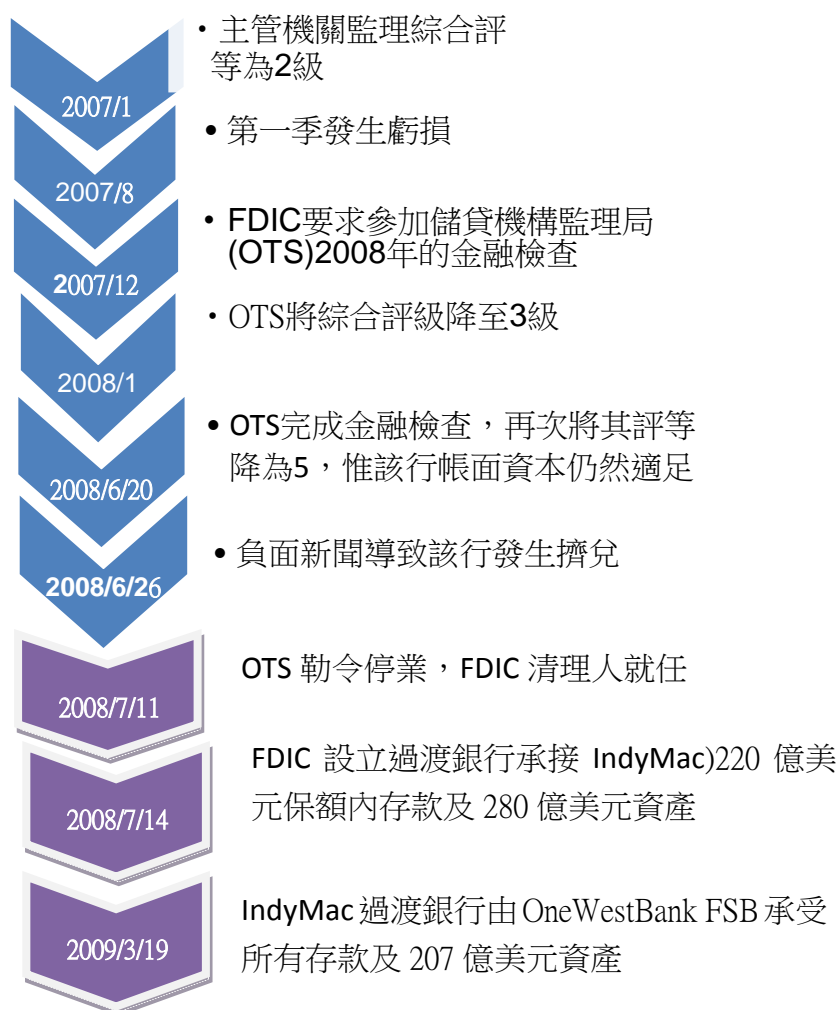 ・主管機關監理綜合評
等為2級
2007/1
•第一季發生虧損
2007/8
・FDIC要求參加儲貸機構監理局
(OTS)2008年的金融檢查
2007/12
・OTS將綜合評級降至3級
2008/1
•OTS完成金融檢查，再次將其評等
降為5，惟該行帳面資本仍然適足
2008/6/20
•負面新聞導致該行發生擠兌
2008/6/26
OTS 勒令停業，FDIC 清理人就任
2008/7/11
FDIC 設立過渡銀行承接 IndyMac)220 億美
元保額內存款及 280 億美元資產
2008/7/14
IndyMac 過渡銀行由 OneWestBank FSB 承受
所有存款及 207 億美元資產
2009/3/19